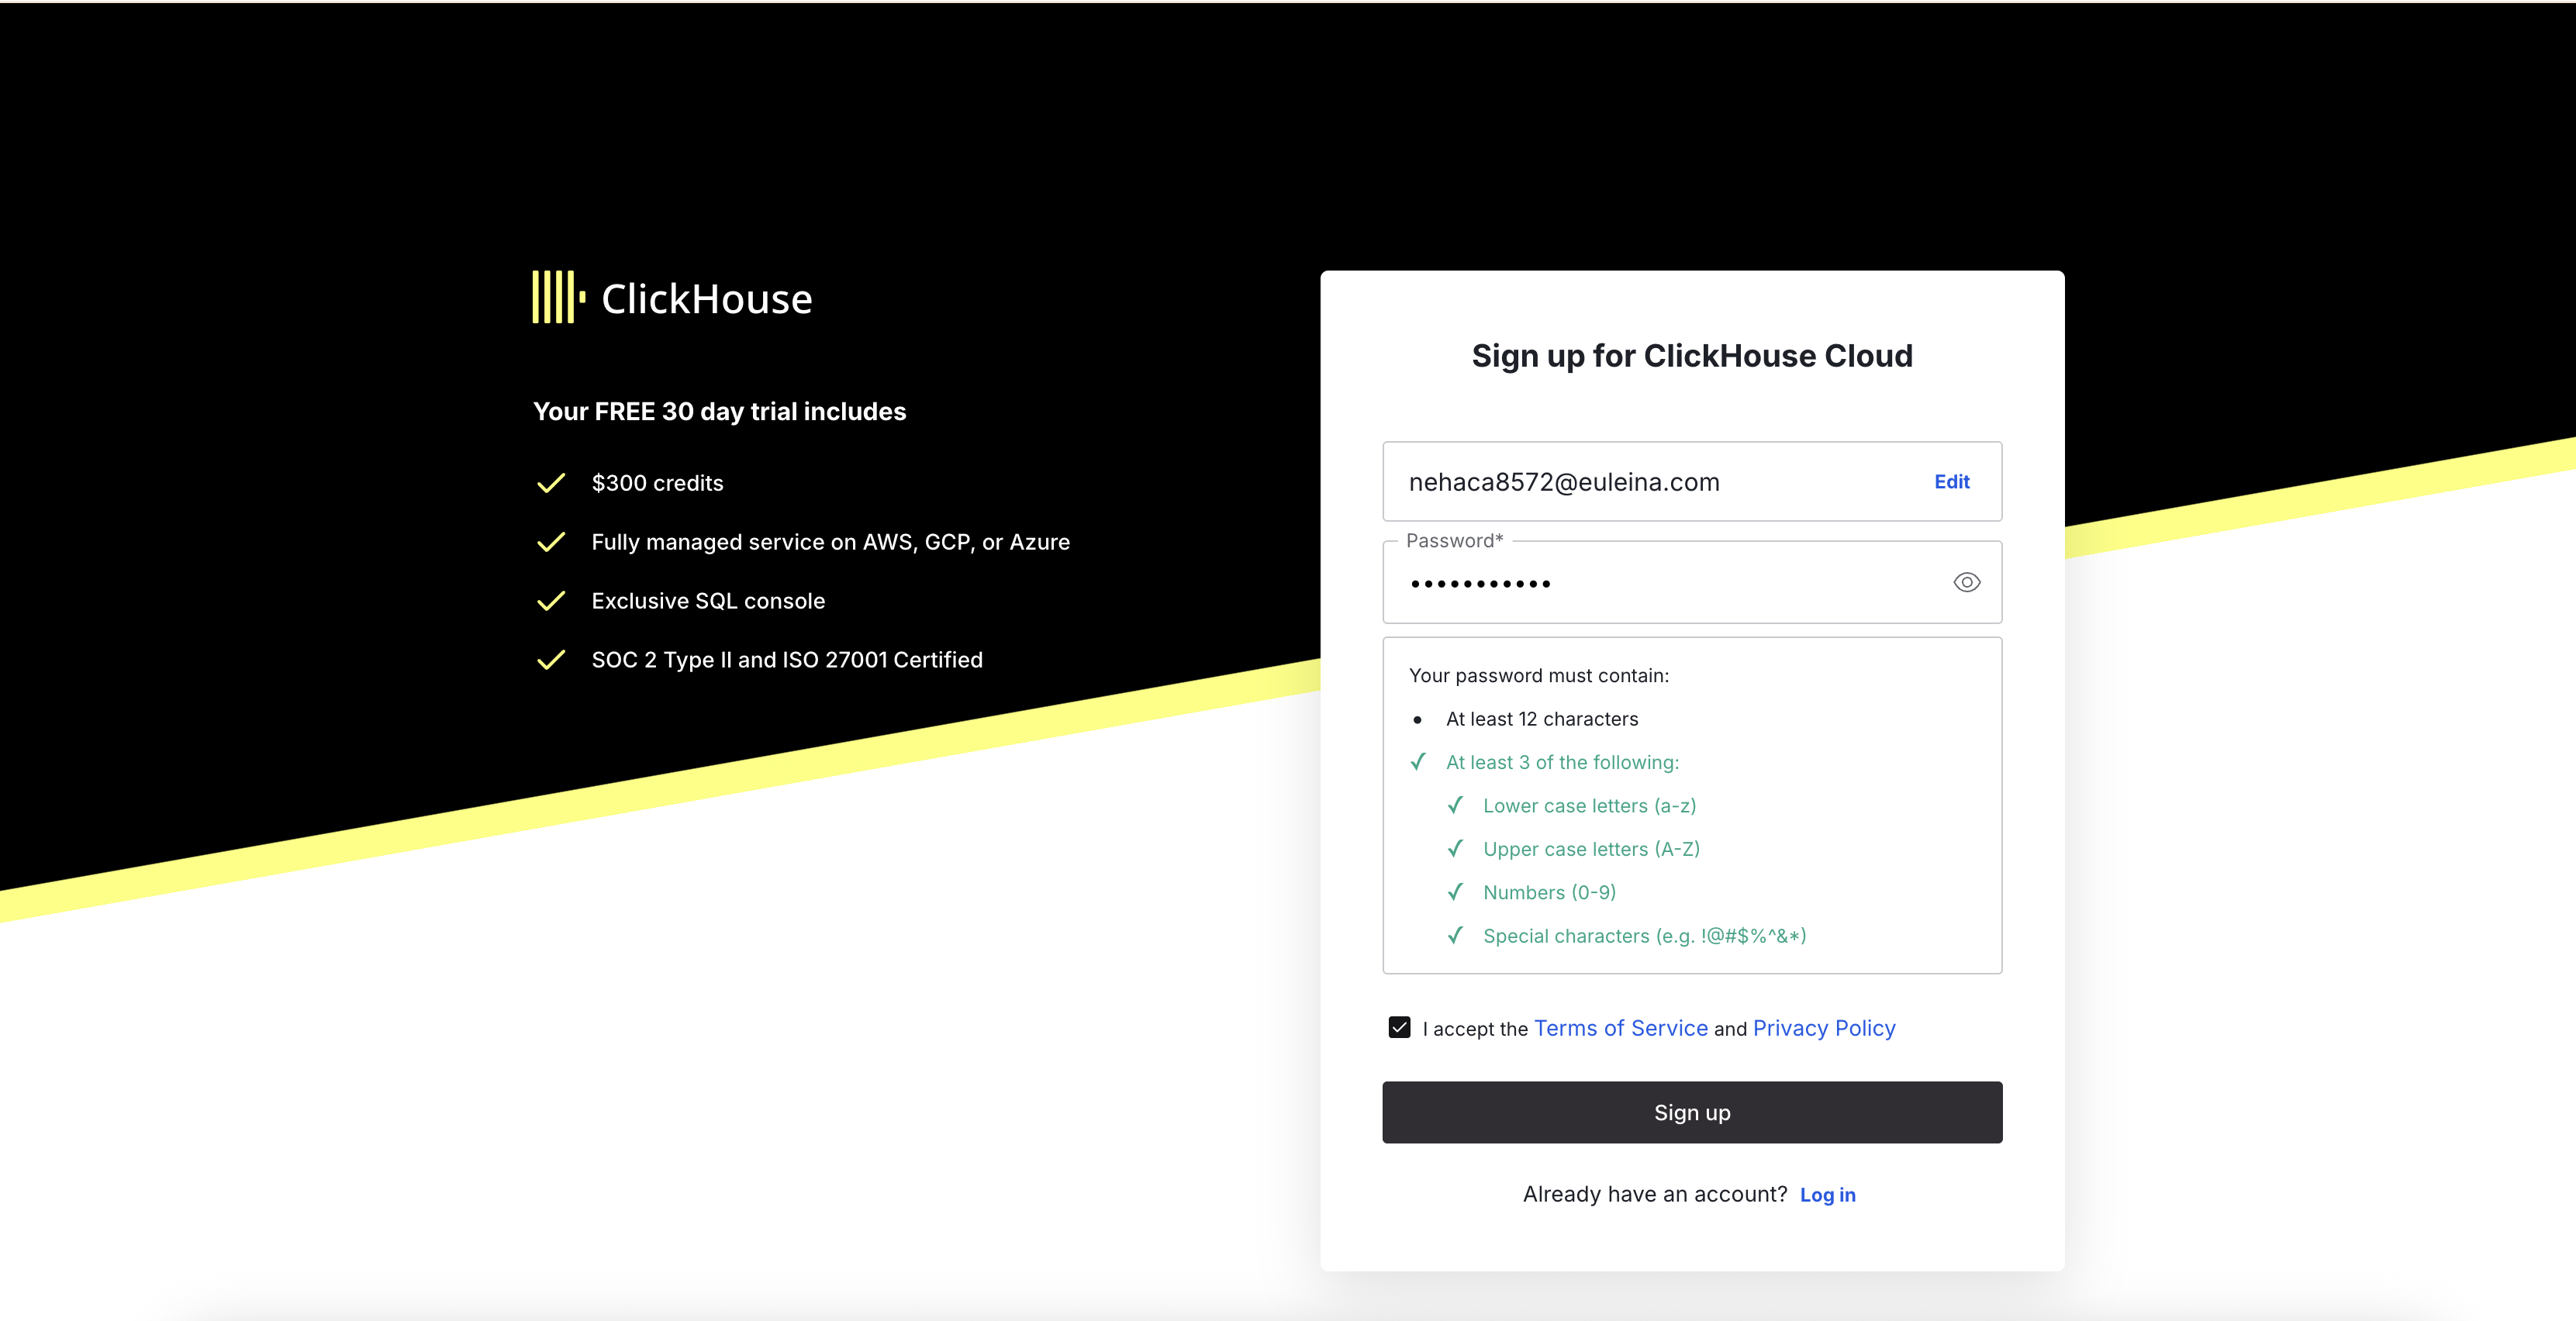 ClickHouse
Your FREE 30 day trial includes
$300 credits
Fully managed service on AWS, GCP, or Azure
Exclusive SQL console
SOC 2 Type II and ISO 27001 Certified
Sign up for ClickHouse Cloud
nehaca8572@euleina.com Edit
Password*
•••••••••••
Your password must contain:
• At least 12 characters
✓ At least 3 of the following:
✓ Lower case letters (a-z)
✓ Upper case letters (A-Z)
✓ Numbers (0-9)
✓ Special characters (e.g. !@#$%^&*)
I accept the Terms of Service and Privacy Policy
Sign up
Already have an account? Log in